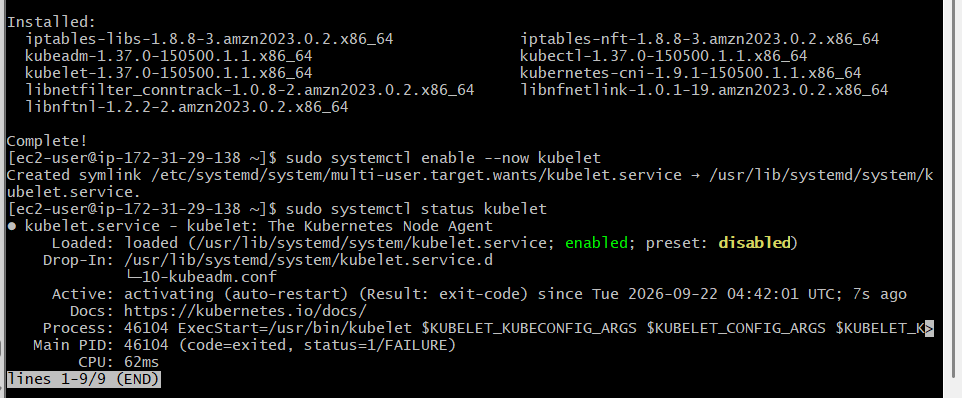 Installed:
  iptables-libs-1.8.8-3.amzn2023.0.2.x86_64                iptables-nft-1.8.8-3.amzn2023.0.2.x86_64
  kubeadm-1.37.0-150500.1.1.x86_64                         kubectl-1.37.0-150500.1.1.x86_64
  kubelet-1.37.0-150500.1.1.x86_64                         kubernetes-cni-1.9.1-150500.1.1.x86_64
  libnetfilter_conntrack-1.0.8-2.amzn2023.0.2.x86_64       libnfnetlink-1.0.1-19.amzn2023.0.2.x86_64
  libnftnl-1.2.2-2.amzn2023.0.2.x86_64
Complete!
[ec2-user@ip-172-31-29-138 ~]$ sudo systemctl enable --now kubelet
Created symlink /etc/systemd/system/multi-user.target.wants/kubelet.service → /usr/lib/systemd/system/k
ubelet.service.
[ec2-user@ip-172-31-29-138 ~]$ sudo systemctl status kubelet
● kubelet.service - kubelet: The Kubernetes Node Agent
     Loaded: loaded (/usr/lib/systemd/system/kubelet.service; enabled; preset: disabled)
    Drop-In: /usr/lib/systemd/system/kubelet.service.d
             └─10-kubeadm.conf
     Active: activating (auto-restart) (Result: exit-code) since Tue 2026-09-22 04:42:01 UTC; 7s ago
       Docs: https://kubernetes.io/docs/
    Process: 46104 ExecStart=/usr/bin/kubelet $KUBELET_KUBECONFIG_ARGS $KUBELET_CONFIG_ARGS $KUBELET_K>
   Main PID: 46104 (code=exited, status=1/FAILURE)
        CPU: 62ms
lines 1-9/9 (END)